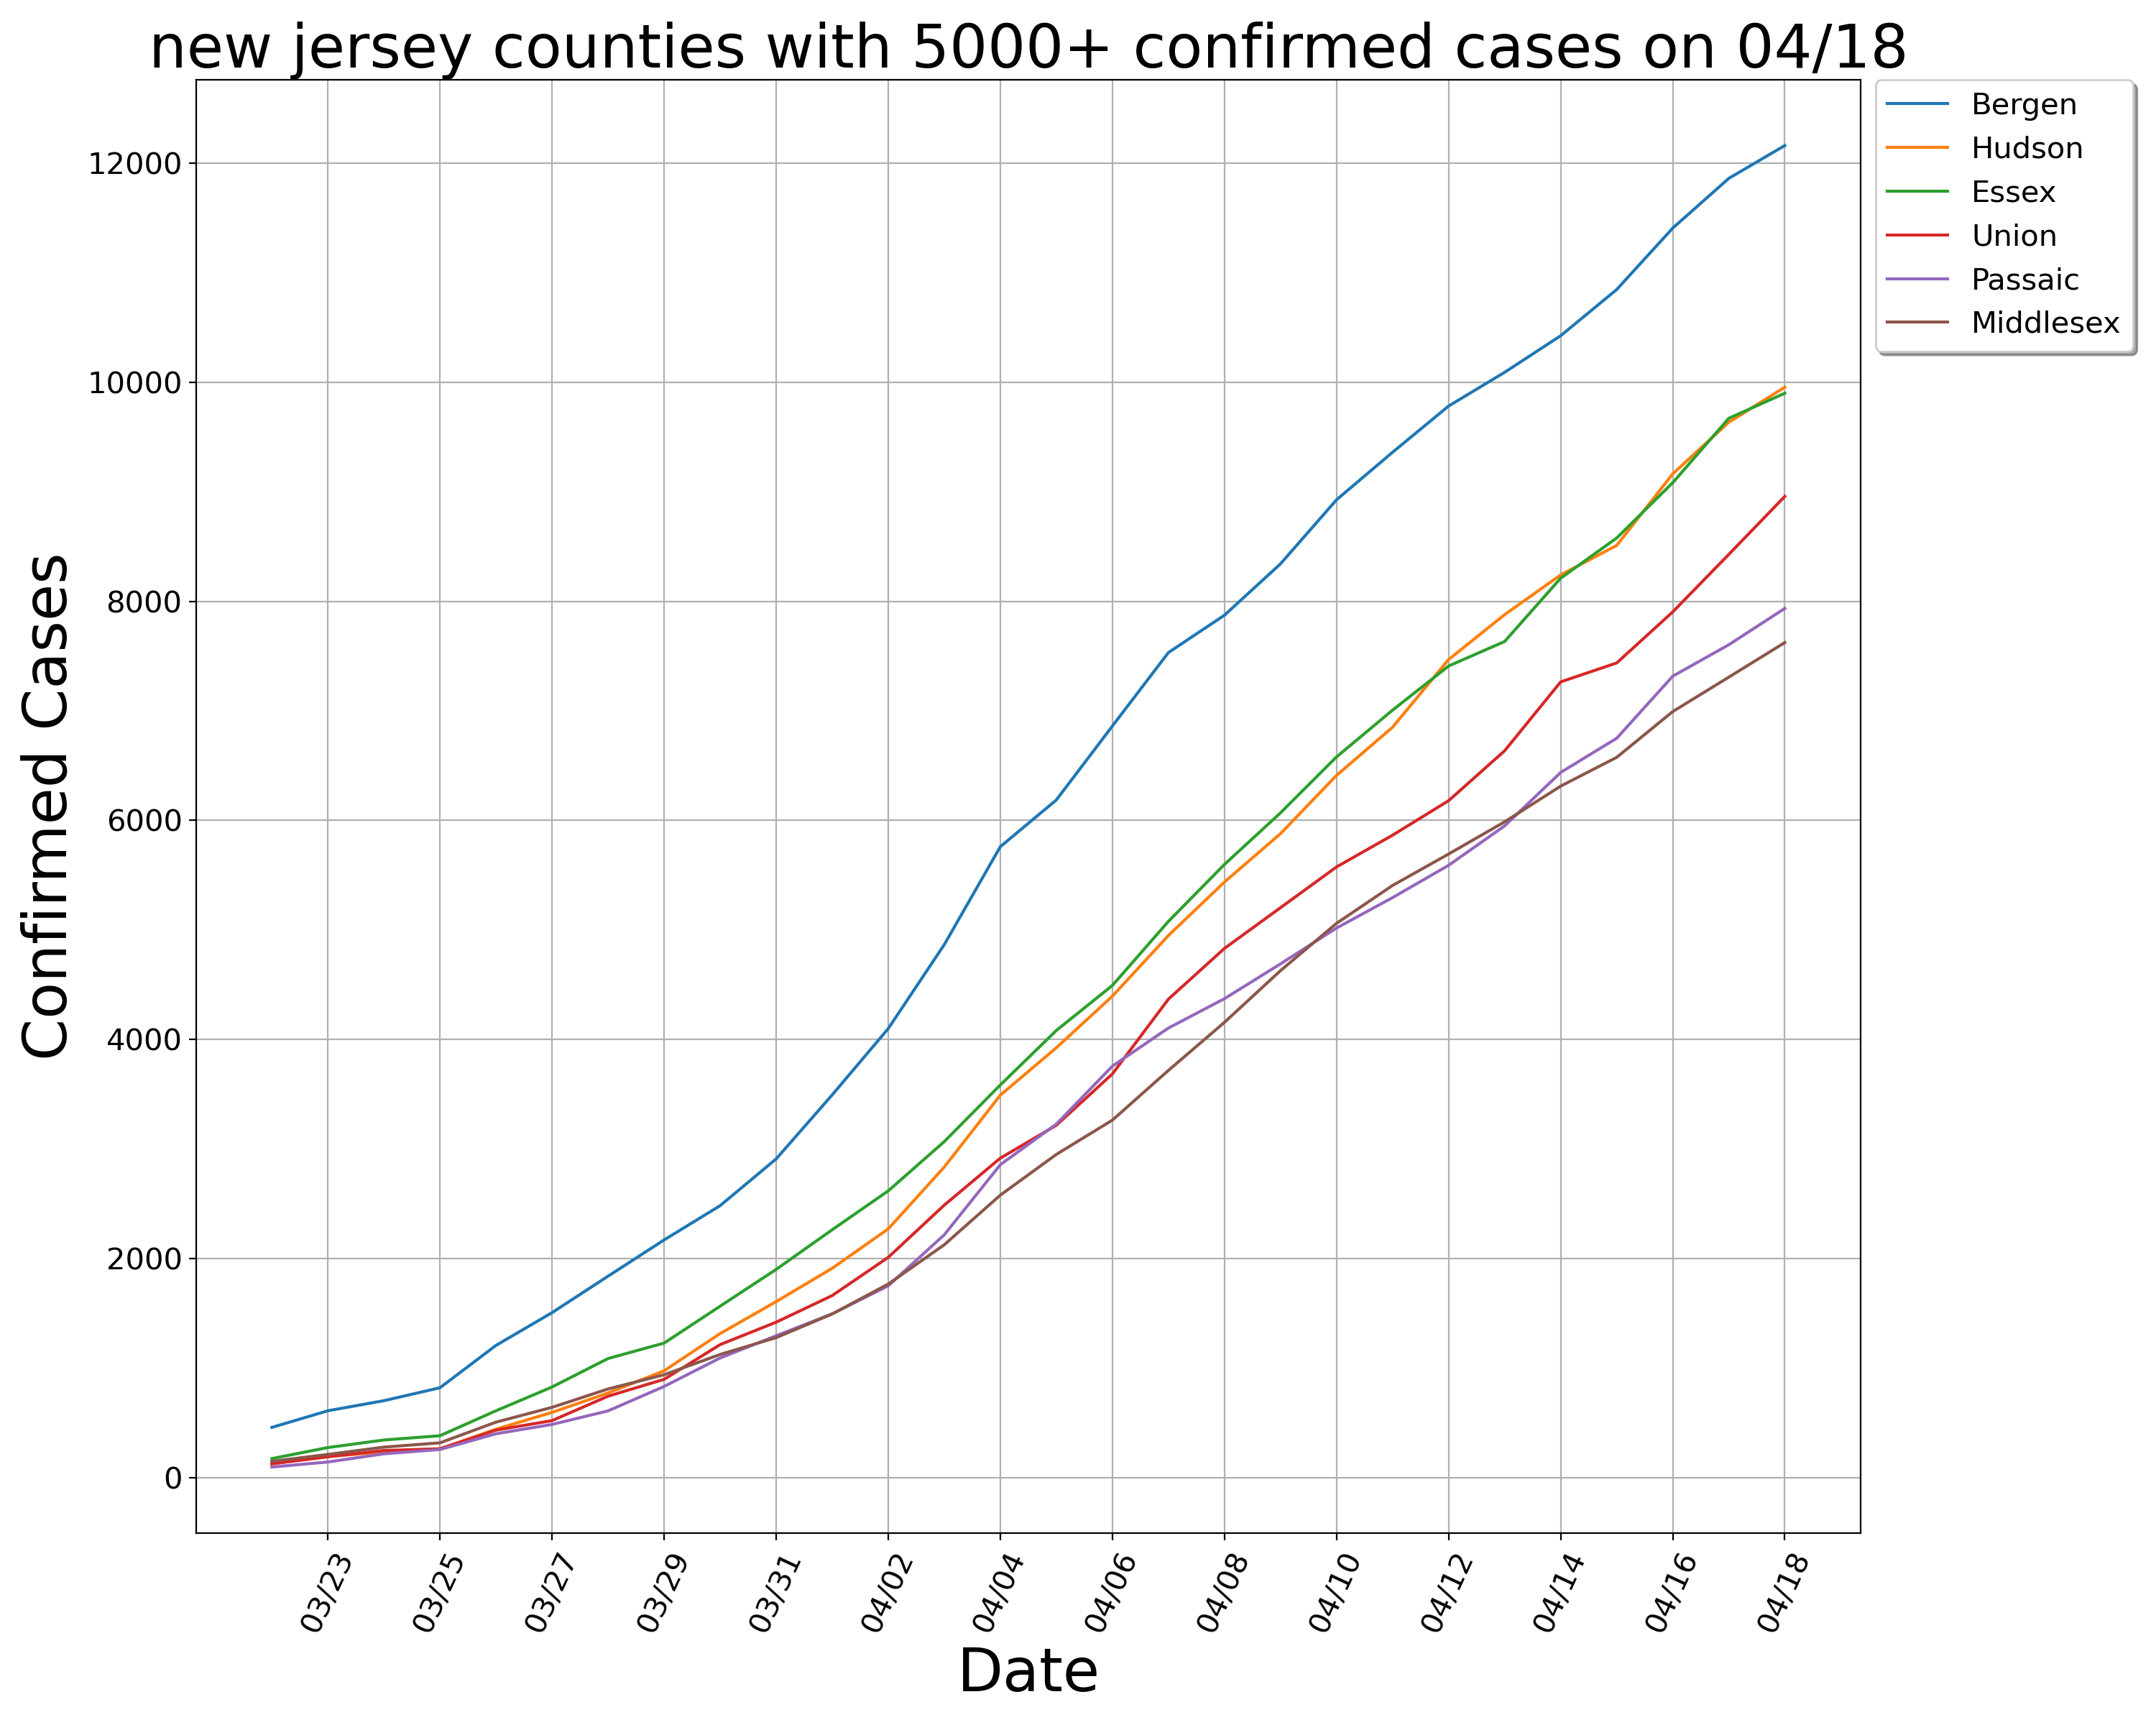 new jersey counties with 5000+ confirmed cases on 04/18
Bergen
Hudson
Essex
Union
Passaic
Middlesex
Confirmed Cases
12000
10000
8000
6000
4000
2000
0
03/23
03/25
03/27
03/29
03/31
04/02
04/04
04/06
04/08
04/10
04/12
04/14
04/16
04/18
Date